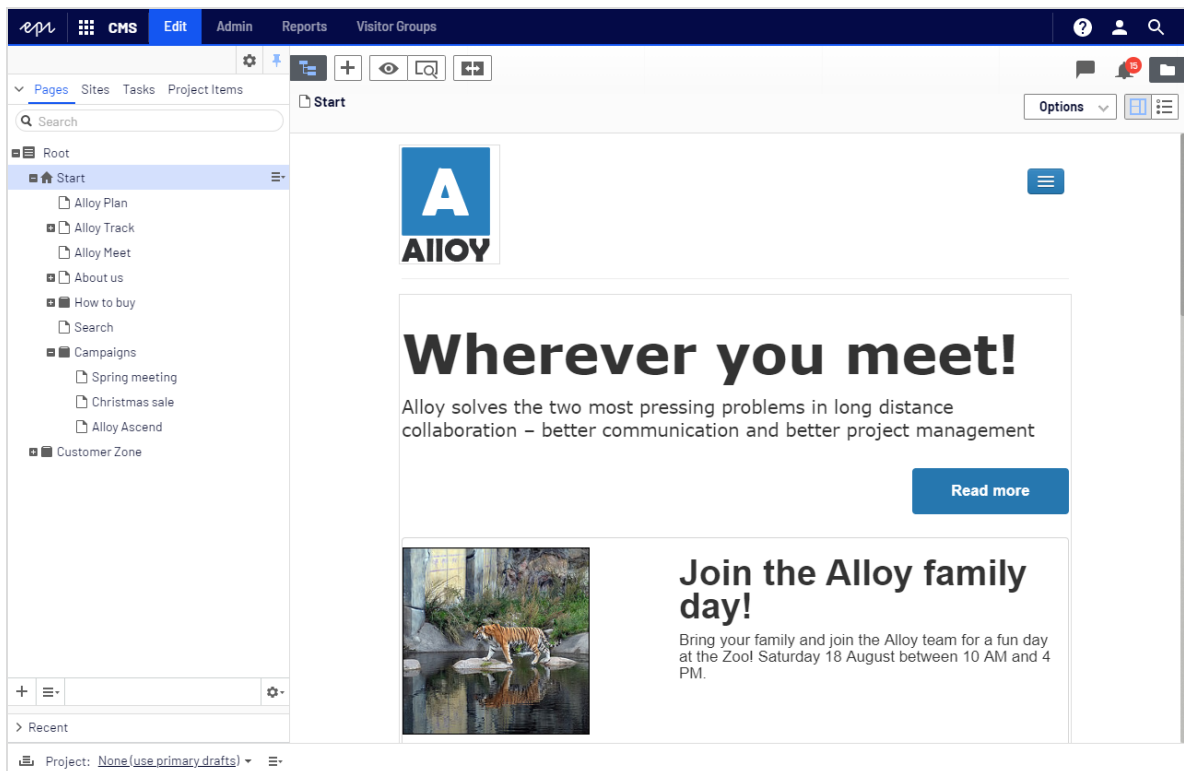 epi CMS Edit Admin Reports Visitor Groups
15
Pages Sites Tasks Project Items
Start
Options
Search
Root
Start
Alloy Plan
Alloy Track
Alloy Meet
About us
How to buy
Search
Campaigns
Spring meeting
Christmas sale
Alloy Ascend
Customer Zone
A
Alloy
Wherever you meet!
Alloy solves the two most pressing problems in long distance
collaboration – better communication and better project management
Read more
Join the Alloy family
day!
Bring your family and join the Alloy team for a fun day
at the Zoo! Saturday 18 August between 10 AM and 4
PM.
Recent
Project: None (use primary drafts)